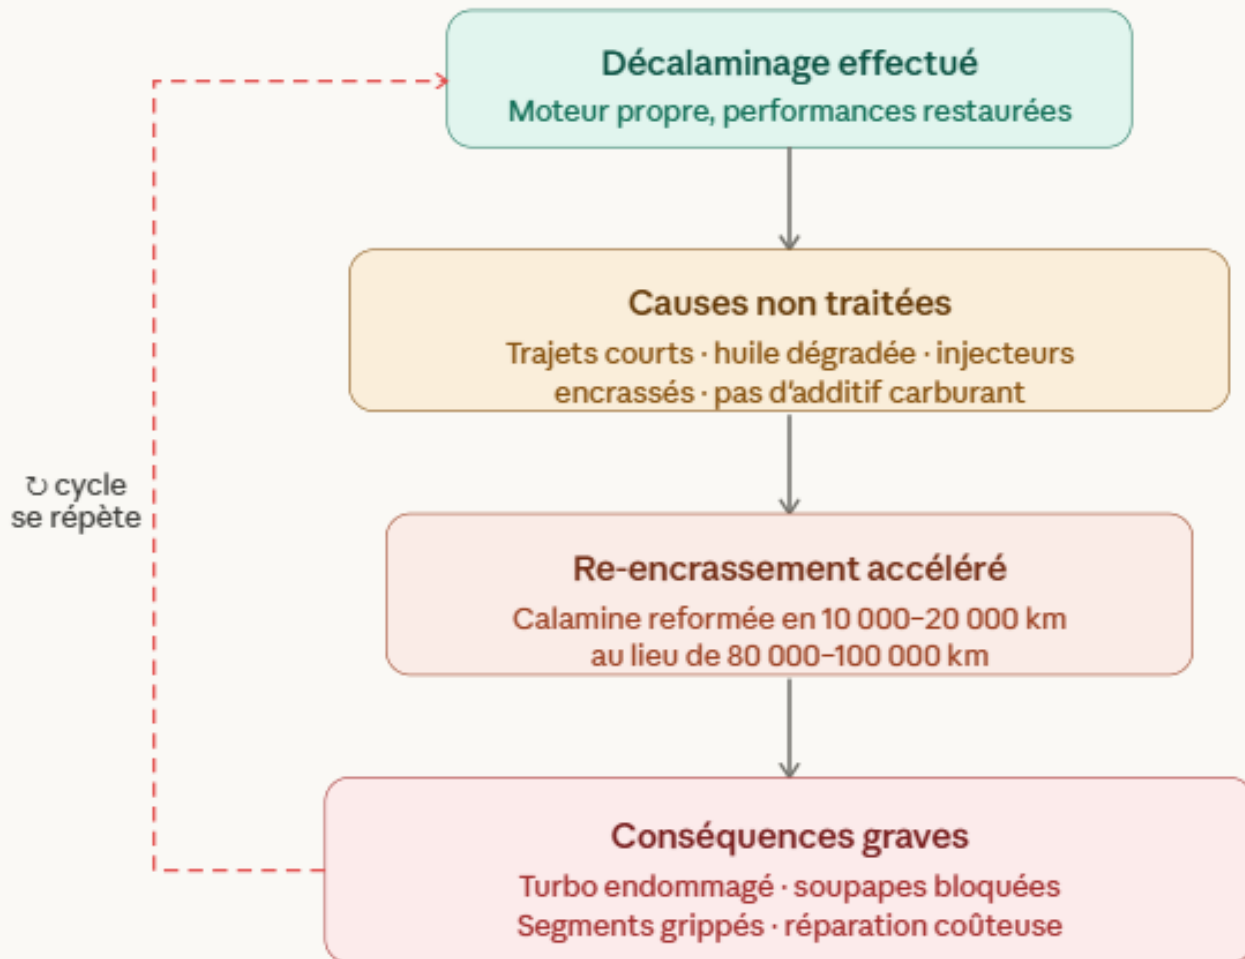 Décalaminage effectué
Moteur propre, performances restaurées
Causes non traitées
Trajets courts · huile dégradée · injecteurs
encrassés · pas d'additif carburant
↻ cycle
se répète
Re-encrassement accéléré
Calamine reformée en 10 000–20 000 km
au lieu de 80 000–100 000 km
Conséquences graves
Turbo endommagé · soupapes bloquées
Segments grippés · réparation coûteuse